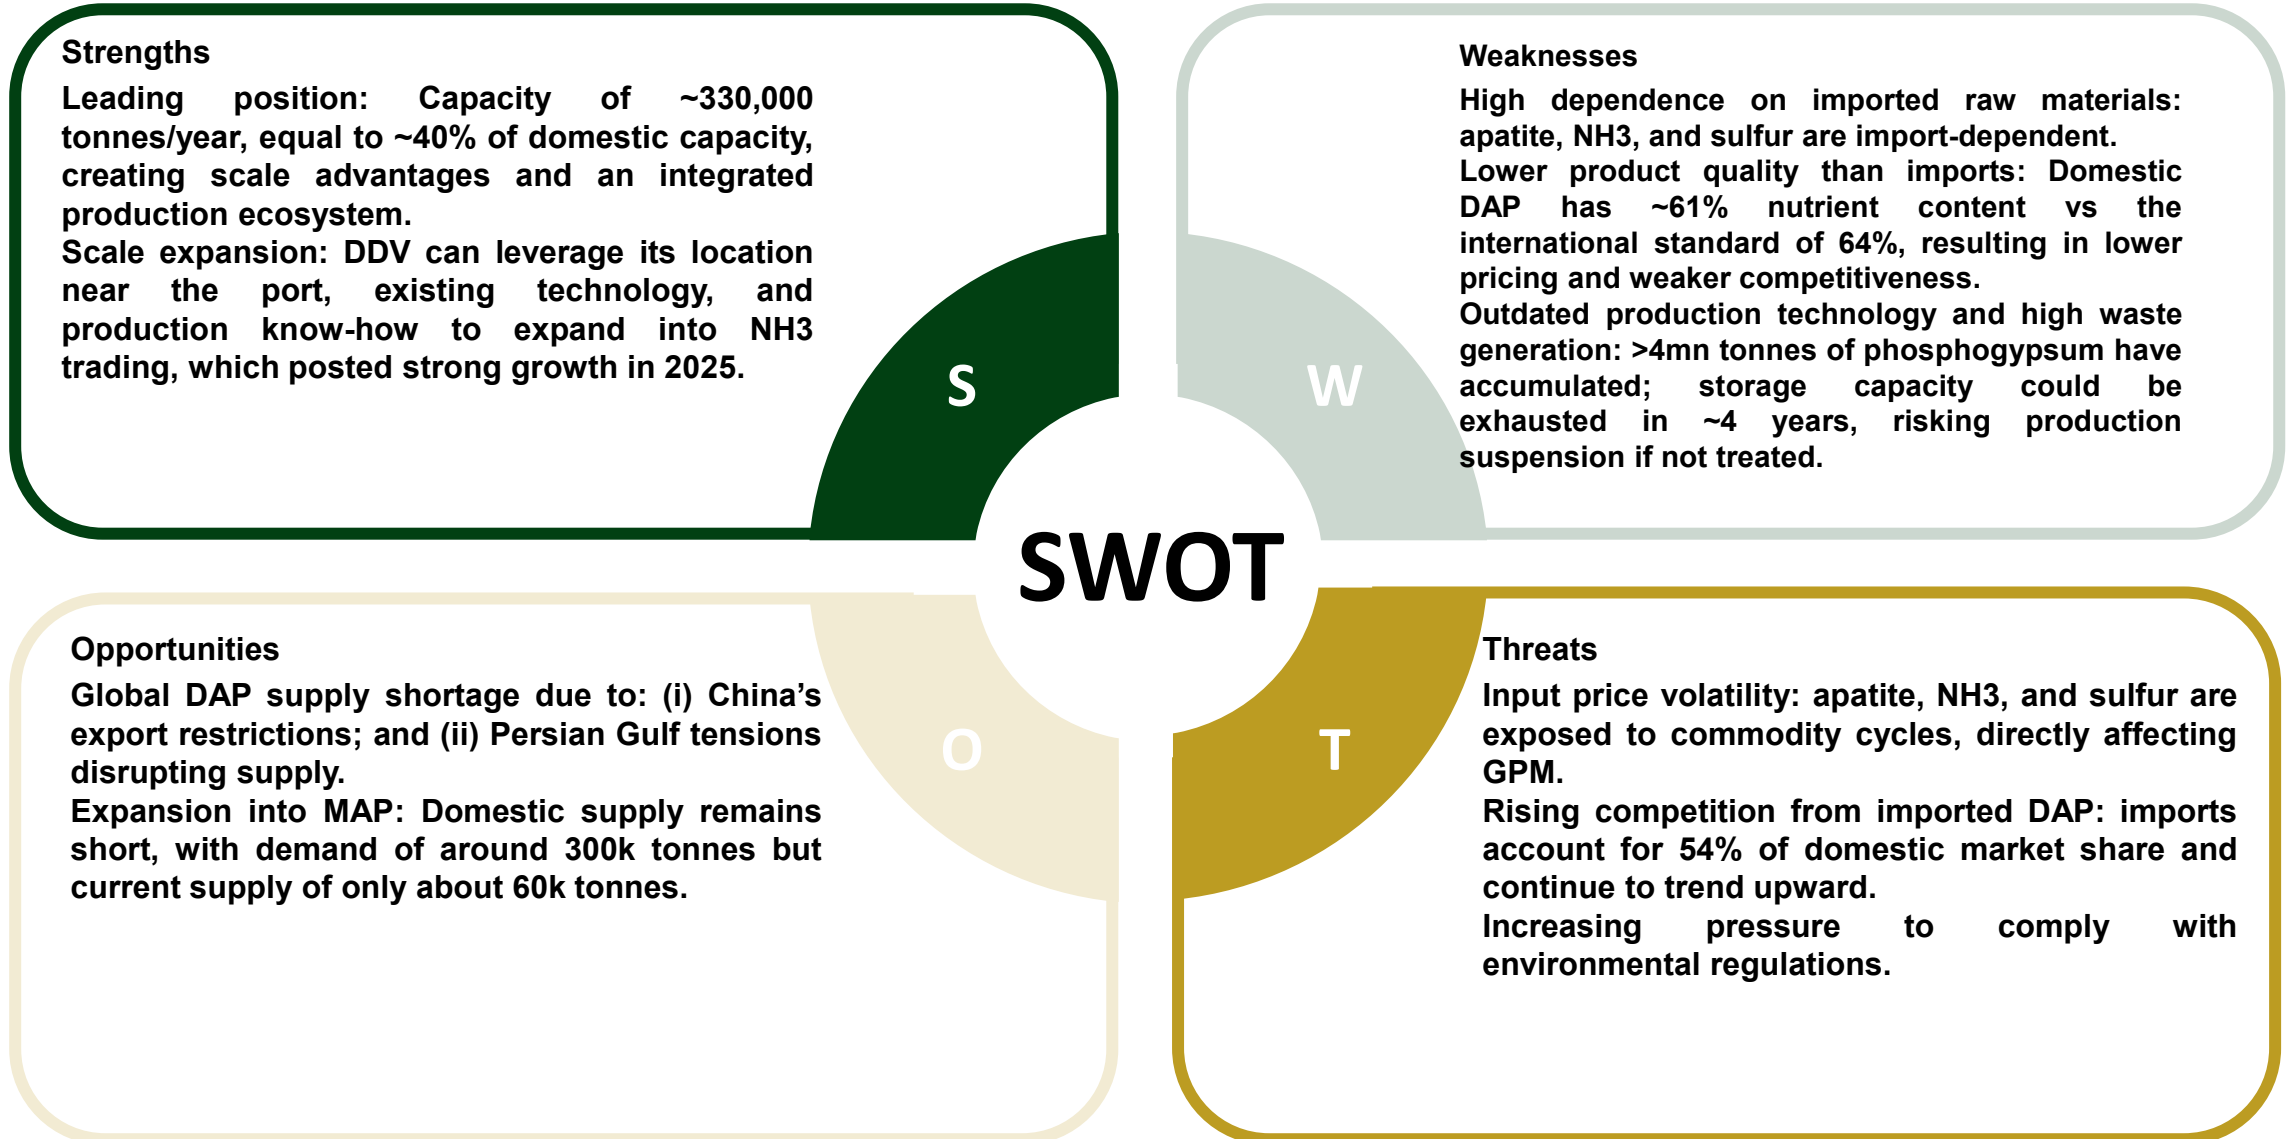 Strengths
Leading position: Capacity of ~330,000
tonnes/year, equal to ~40% of domestic capacity,
creating scale advantages and an integrated
production ecosystem.
Scale expansion: DDV can leverage its location
near the port, existing technology, and
production know-how to expand into NH3
trading, which posted strong growth in 2025.
S
Weaknesses
High dependence on imported raw materials:
apatite, NH3, and sulfur are import-dependent.
Lower product quality than imports: Domestic
DAP has ~61% nutrient content vs the
international standard of 64%, resulting in lower
pricing and weaker competitiveness.
Outdated production technology and high waste
generation: >4mn tonnes of phosphogypsum have
accumulated; storage capacity could be
exhausted in ~4 years, risking production
suspension if not treated.
W
SWOT
Opportunities
Global DAP supply shortage due to: (i) China’s
export restrictions; and (ii) Persian Gulf tensions
disrupting supply.
Expansion into MAP: Domestic supply remains
short, with demand of around 300k tonnes but
current supply of only about 60k tonnes.
O
Threats
Input price volatility: apatite, NH3, and sulfur are
exposed to commodity cycles, directly affecting
GPM.
Rising competition from imported DAP: imports
account for 54% of domestic market share and
continue to trend upward.
Increasing pressure to comply with
environmental regulations.
T